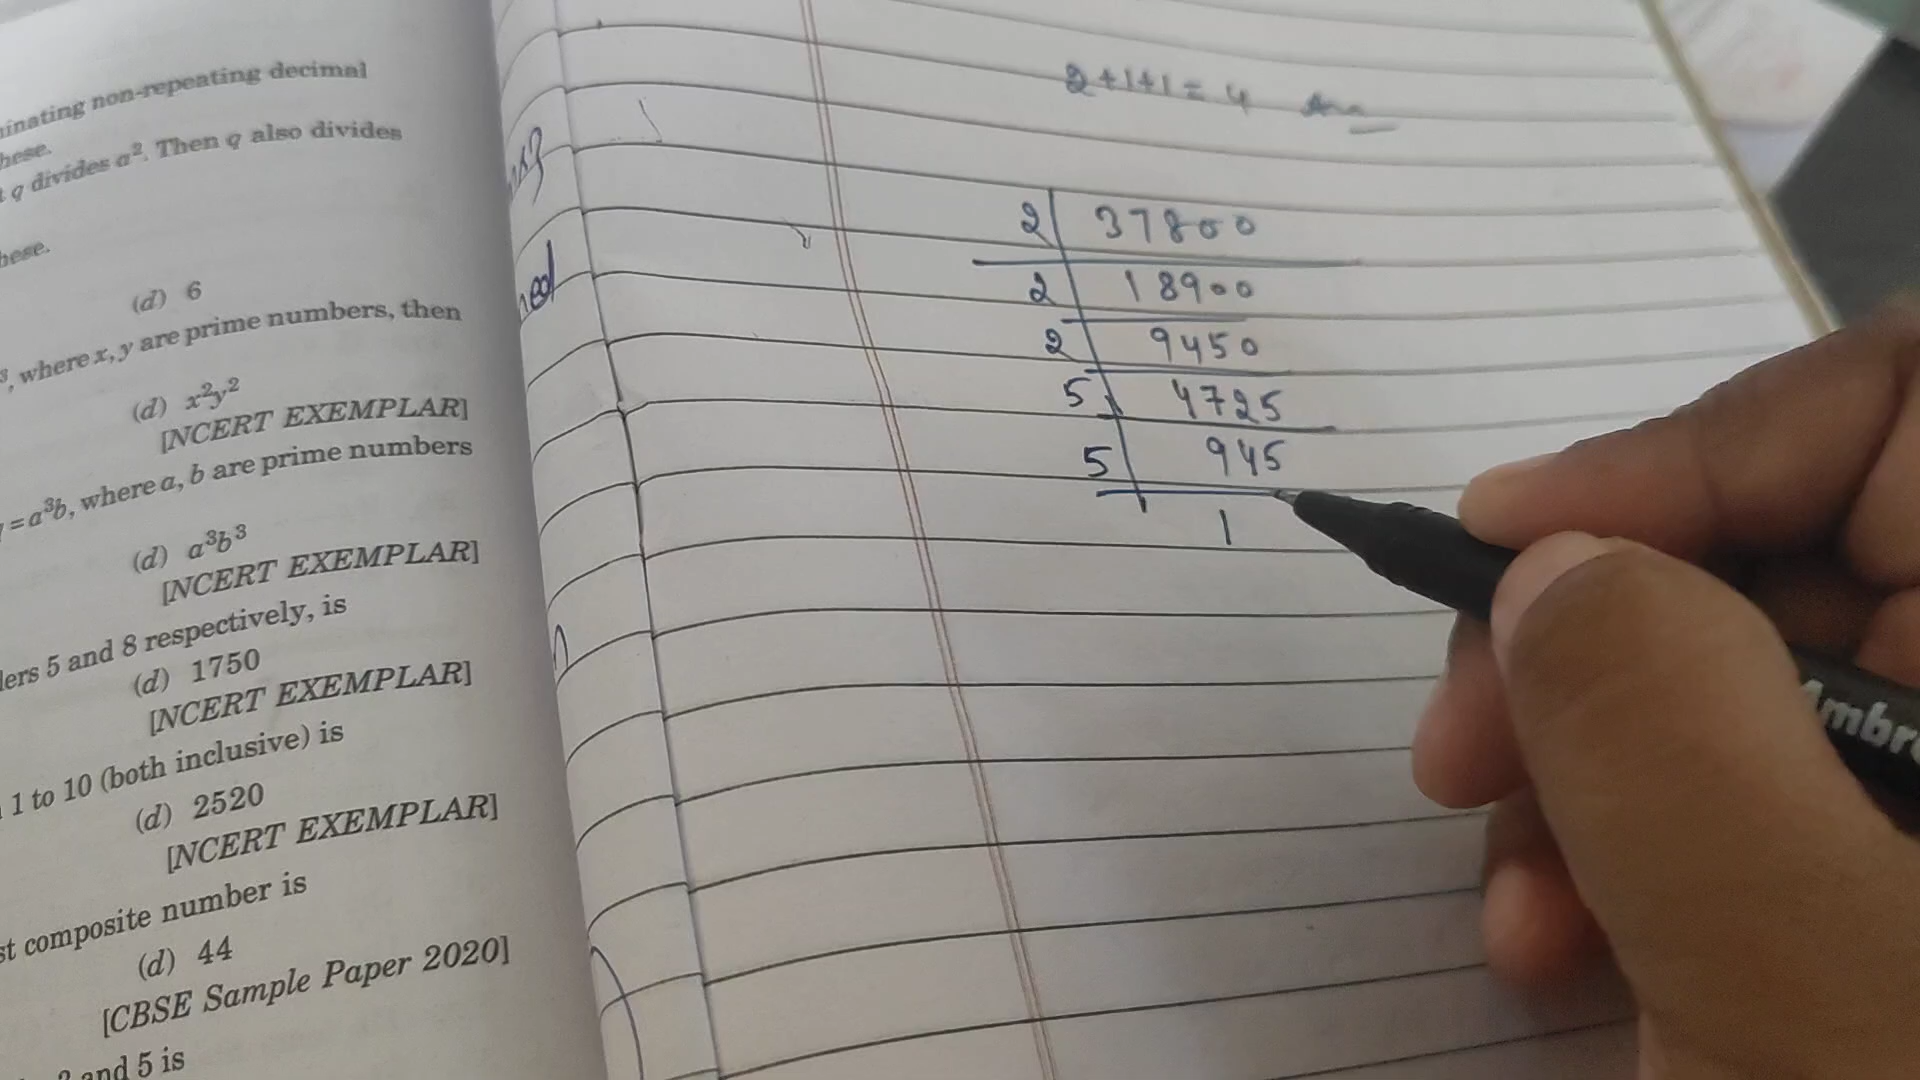 inating non-repeating decimal
hese.
q divides a². Then q also divides
hese.
(d) 6
³, where x, y are prime numbers, then
(d) x²y²
[NCERT EXEMPLAR]
= a³b, where a, b are prime numbers
(d) a³b³
[NCERT EXEMPLAR]
ders 5 and 8 respectively, is
(d) 1750
[NCERT EXEMPLAR]
1 to 10 (both inclusive) is
(d) 2520
[NCERT EXEMPLAR]
st composite number is
(d) 44
[CBSE Sample Paper 2020]
and 5 is
2+1+1 = 4 Ans
2 37800
2 18900
2 9450
5 4725
5 945
1
Ambro